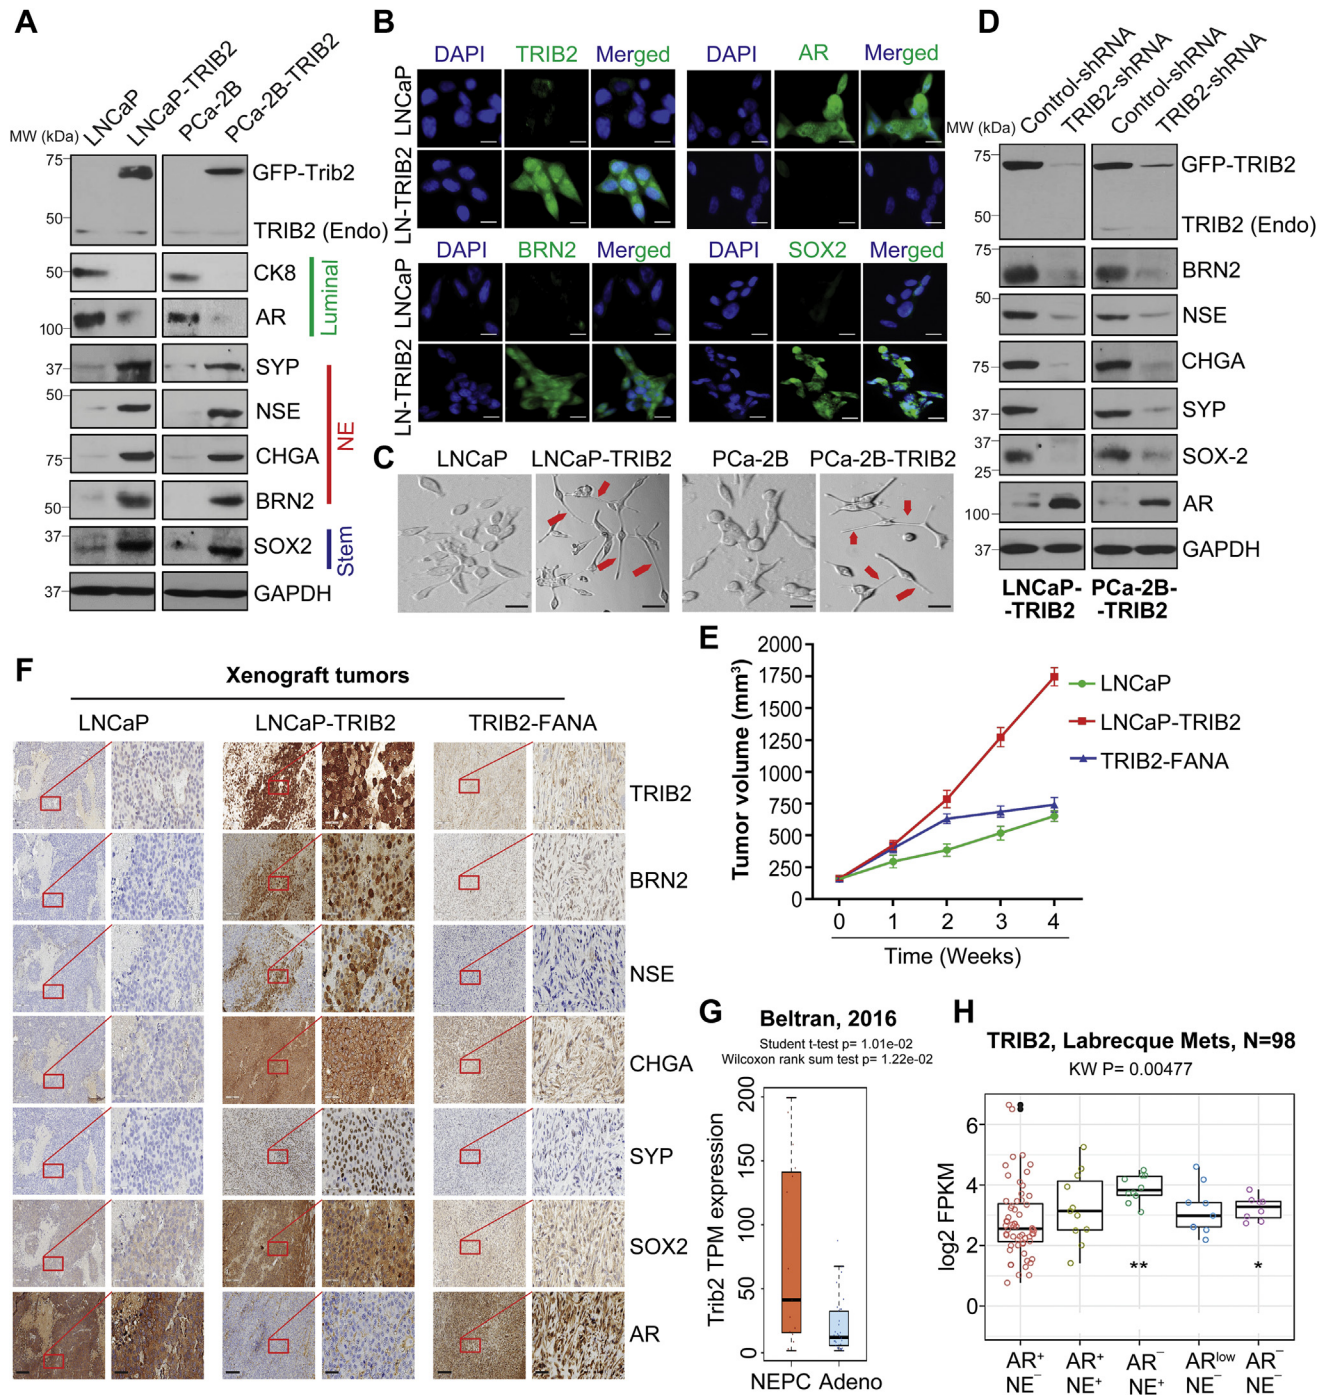 A
LNCaP
LNCaP-TRIB2
PCa-2B
PCa-2B-TRIB2
MW (kDa)
75
GFP-Trib2
50
TRIB2 (Endo)
50
CK8
AR
100
Luminal
37
SYP
50
NSE
CHGA
75
BRN2
50
NE
37
SOX2
Stem
37
GAPDH
B
DAPI TRIB2 Merged
DAPI AR Merged
LNCaP
LN-TRIB2
DAPI BRN2 Merged
DAPI SOX2 Merged
LNCaP
LN-TRIB2
C
LNCaP LNCaP-TRIB2 PCa-2B PCa-2B-TRIB2
D
Control-shRNA
TRIB2-shRNA
Control-shRNA
TRIB2-shRNA
MW (kDa)
75
GFP-TRIB2
50
TRIB2 (Endo)
75
BRN2
50
NSE
CHGA
75
SYP
37
37
SOX-2
25
AR
100
37
GAPDH
LNCaP- PCa-2B-
-TRIB2 -TRIB2
E
2000
1750
1500
1250
1000
750
500
250
0
Tumor volume (mm³)
0 1 2 3 4
Time (Weeks)
LNCaP
LNCaP-TRIB2
TRIB2-FANA
F
Xenograft tumors
LNCaP LNCaP-TRIB2 TRIB2-FANA
TRIB2
BRN2
NSE
CHGA
SYP
SOX2
AR
G
Beltran, 2016
Student t-test p= 1.01e-02
Wilcoxon rank sum test p= 1.22e-02
Trib2 TPM expression
200
150
100
50
0
NEPC Adeno
H
TRIB2, Labrecque Mets, N=98
KW P= 0.00477
log2 FPKM
6
4
2
0
** *
AR⁺ AR⁺ AR⁻ ARˡᵒʷ AR⁻
NE⁻ NE⁺ NE⁺ NE⁻ NE⁻